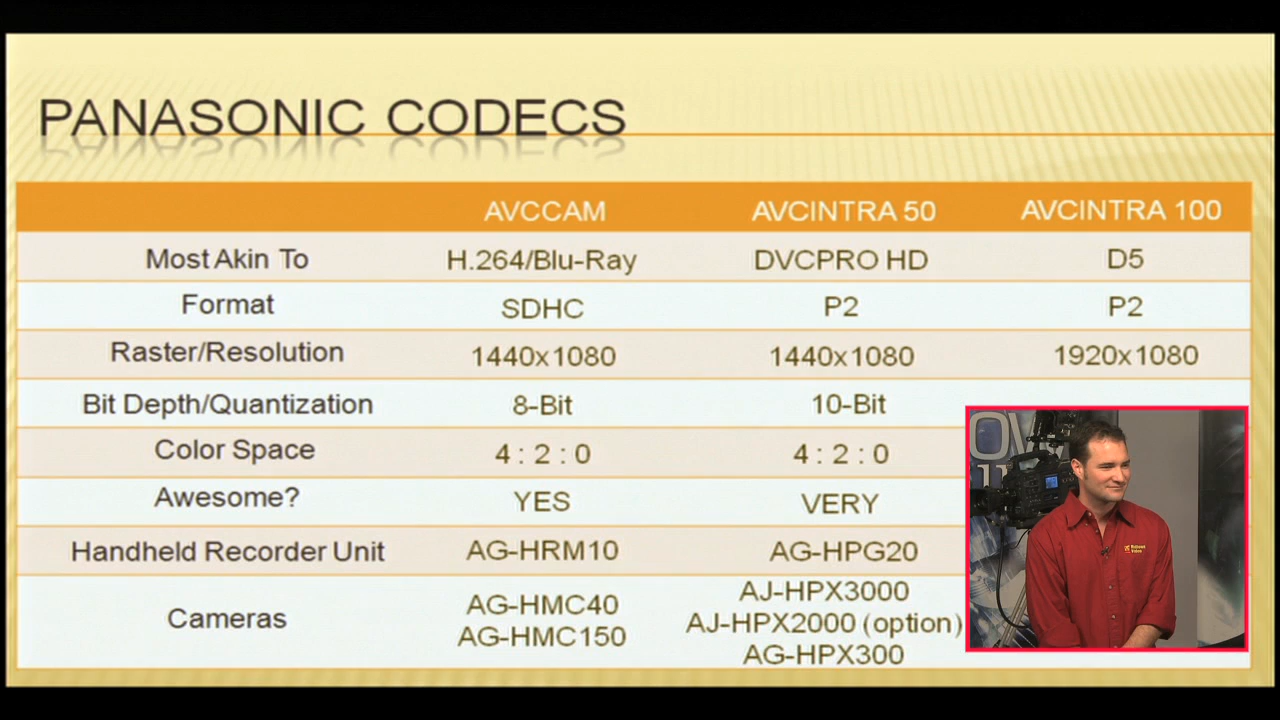 PANASONIC CODECS
AVCCAM AVCINTRA 50 AVCINTRA 100
Most Akin To H.264/Blu-Ray DVCPRO HD D5
Format SDHC P2 P2
Raster/Resolution 1440x1080 1440x1080 1920x1080
Bit Depth/Quantization 8-Bit 10-Bit
Color Space 4 : 2 : 0 4 : 2 : 0
Awesome? YES VERY
Handheld Recorder Unit AG-HRM10 AG-HPG20
Cameras
AG-HMC40
AG-HMC150
AJ-HPX3000
AJ-HPX2000 (option)
AG-HPX300
Video